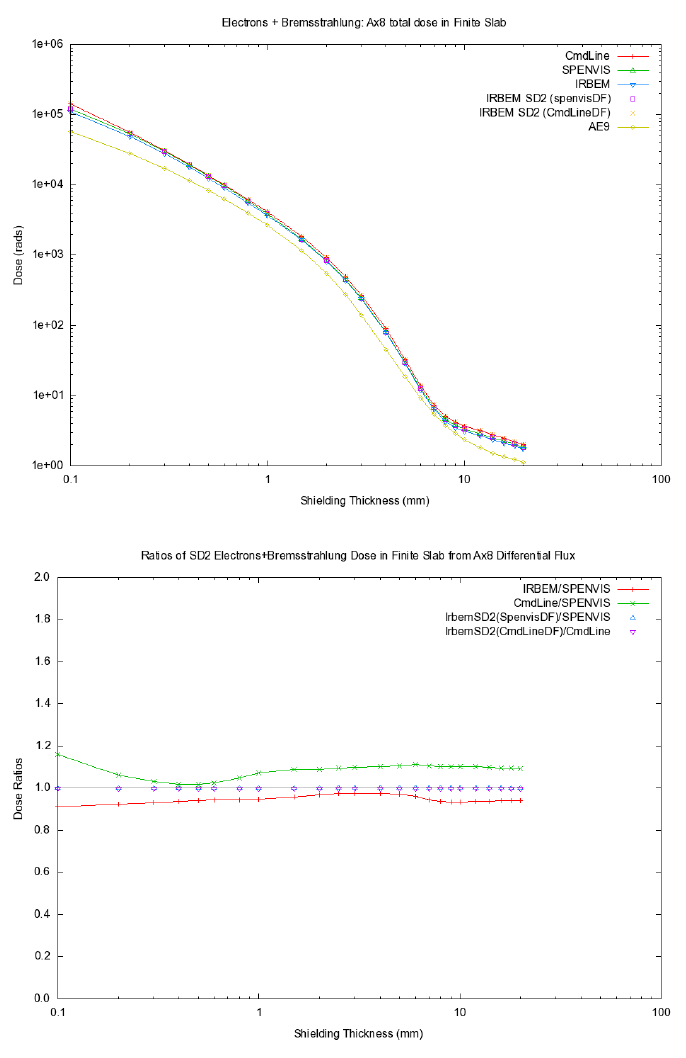 Electrons + Bremsstrahlung: Ax8 total dose in Finite Slab
1e+06
1e+05
1e+04
1e+03
1e+02
1e+01
1e+00
Dose (rads)
CmdLine
SPENVIS
IRBEM
IRBEM SD2 (spenvisDF)
IRBEM SD2 (CmdLineDF)
AE9
0.1
1
10
100
Shielding Thickness (mm)
Ratios of SD2 Electrons+Bremsstrahlung Dose in Finite Slab from Ax8 Differential Flux
2.0
1.8
1.6
1.4
1.2
1.0
0.8
0.6
0.4
0.2
0.0
Dose Ratios
IRBEM/SPENVIS
CmdLine/SPENVIS
IrbemSD2(SpenvisDF)/SPENVIS
IrbemSD2(CmdLineDF)/CmdLine
0.1
1
10
100
Shielding Thickness (mm)